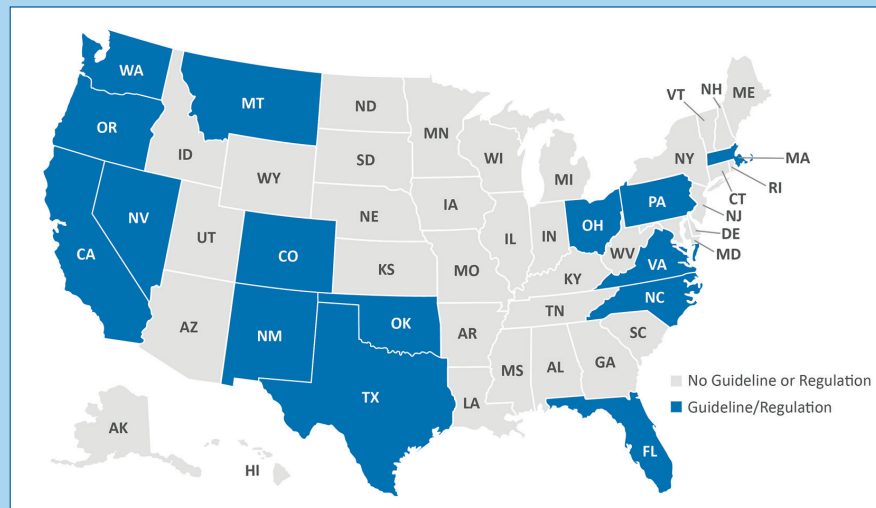 WA
MT
ND
MN
VT
NH
ME
OR
ID
SD
WI
NY
MA
WY
MI
RI
CT
NV
NE
IA
PA
NJ
CA
UT
CO
IL
IN
OH
DE
MD
KS
MO
WV
VA
KY
NC
AZ
NM
OK
AR
TN
SC
MS
AL
GA
TX
LA
No Guideline or Regulation
Guideline/Regulation
AK
HI
FL